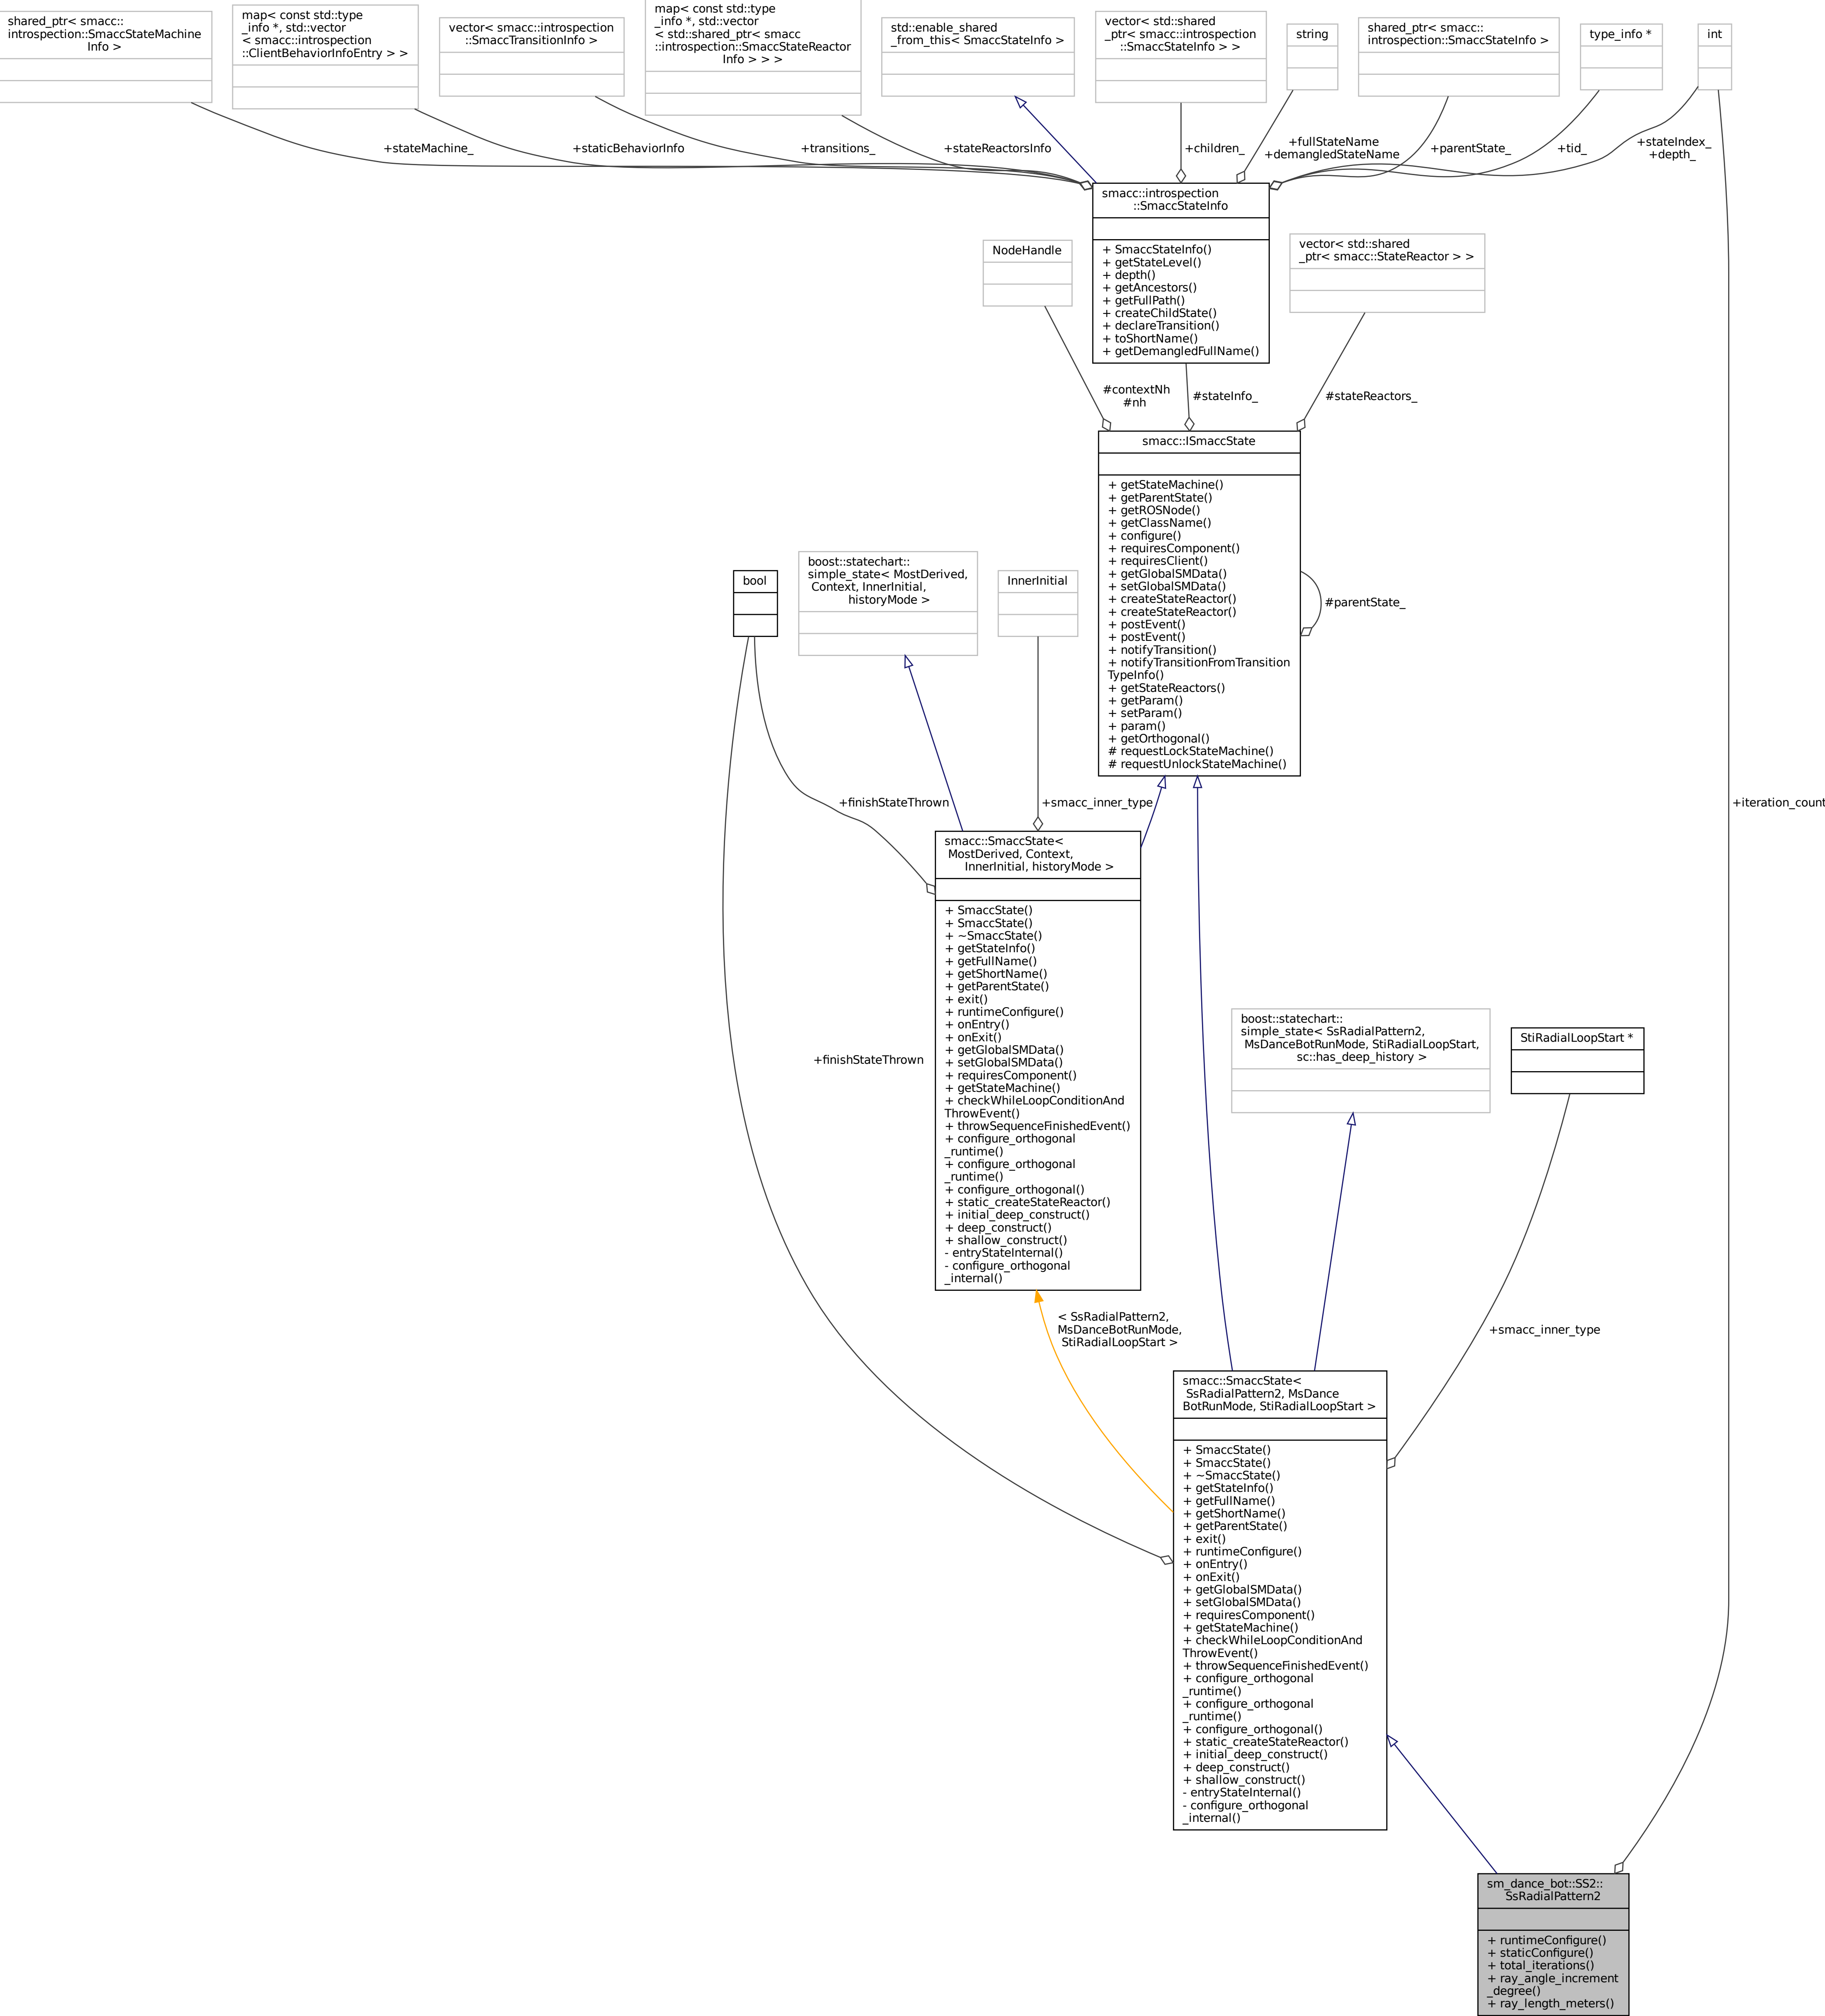 shared_ptr< smacc::
introspection::SmaccStateMachine
Info >
map< const std::type
_info *, std::vector
< smacc::introspection
::ClientBehaviorInfoEntry > >
vector< smacc::introspection
::SmaccTransitionInfo >
map< const std::type
_info *, std::vector
< std::shared_ptr< smacc
::introspection::SmaccStateReactor
Info > > >
std::enable_shared
_from_this< SmaccStateInfo >
vector< std::shared
_ptr< smacc::introspection
::SmaccStateInfo > >
string
shared_ptr< smacc::
introspection::SmaccStateInfo >
type_info *
int
+stateMachine_
+staticBehaviorInfo
+transitions_
+stateReactorsInfo
+children_
+fullStateName
+demangledStateName
+parentState_
+tid_
+stateIndex_
+depth_
smacc::introspection
::SmaccStateInfo
+ SmaccStateInfo()
+ getStateLevel()
+ depth()
+ getAncestors()
+ getFullPath()
+ createChildState()
+ declareTransition()
+ toShortName()
+ getDemangledFullName()
NodeHandle
vector< std::shared
_ptr< smacc::StateReactor > >
#contextNh
#nh
#stateInfo_
#stateReactors_
smacc::ISmaccState
+ getStateMachine()
+ getParentState()
+ getROSNode()
+ getClassName()
+ configure()
+ requiresComponent()
+ requiresClient()
+ getGlobalSMData()
+ setGlobalSMData()
+ createStateReactor()
+ createStateReactor()
+ postEvent()
+ postEvent()
+ notifyTransition()
+ notifyTransitionFromTransition
TypeInfo()
+ getStateReactors()
+ getParam()
+ setParam()
+ param()
+ getOrthogonal()
# requestLockStateMachine()
# requestUnlockStateMachine()
#parentState_
bool
boost::statechart::
simple_state< MostDerived,
Context, InnerInitial,
historyMode >
InnerInitial
+finishStateThrown
+smacc_inner_type
+iteration_count
smacc::SmaccState<
MostDerived, Context,
InnerInitial, historyMode >
+ SmaccState()
+ SmaccState()
+ ~SmaccState()
+ getStateInfo()
+ getFullName()
+ getShortName()
+ getParentState()
+ exit()
+ runtimeConfigure()
+ onEntry()
+ onExit()
+ getGlobalSMData()
+ setGlobalSMData()
+ requiresComponent()
+ getStateMachine()
+ checkWhileLoopConditionAnd
ThrowEvent()
+ throwSequenceFinishedEvent()
+ configure_orthogonal
_runtime()
+ configure_orthogonal
_runtime()
+ configure_orthogonal()
+ static_createStateReactor()
+ initial_deep_construct()
+ deep_construct()
+ shallow_construct()
- entryStateInternal()
- configure_orthogonal
_internal()
+finishStateThrown
boost::statechart::
simple_state< SsRadialPattern2,
MsDanceBotRunMode, StiRadialLoopStart,
sc::has_deep_history >
StiRadialLoopStart *
< SsRadialPattern2,
MsDanceBotRunMode,
StiRadialLoopStart >
+smacc_inner_type
smacc::SmaccState<
SsRadialPattern2, MsDance
BotRunMode, StiRadialLoopStart >
+ SmaccState()
+ SmaccState()
+ ~SmaccState()
+ getStateInfo()
+ getFullName()
+ getShortName()
+ getParentState()
+ exit()
+ runtimeConfigure()
+ onEntry()
+ onExit()
+ getGlobalSMData()
+ setGlobalSMData()
+ requiresComponent()
+ getStateMachine()
+ checkWhileLoopConditionAnd
ThrowEvent()
+ throwSequenceFinishedEvent()
+ configure_orthogonal
_runtime()
+ configure_orthogonal
_runtime()
+ configure_orthogonal()
+ static_createStateReactor()
+ initial_deep_construct()
+ deep_construct()
+ shallow_construct()
- entryStateInternal()
- configure_orthogonal
_internal()
sm_dance_bot::SS2::
SsRadialPattern2
+ runtimeConfigure()
+ staticConfigure()
+ total_iterations()
+ ray_angle_increment
_degree()
+ ray_length_meters()